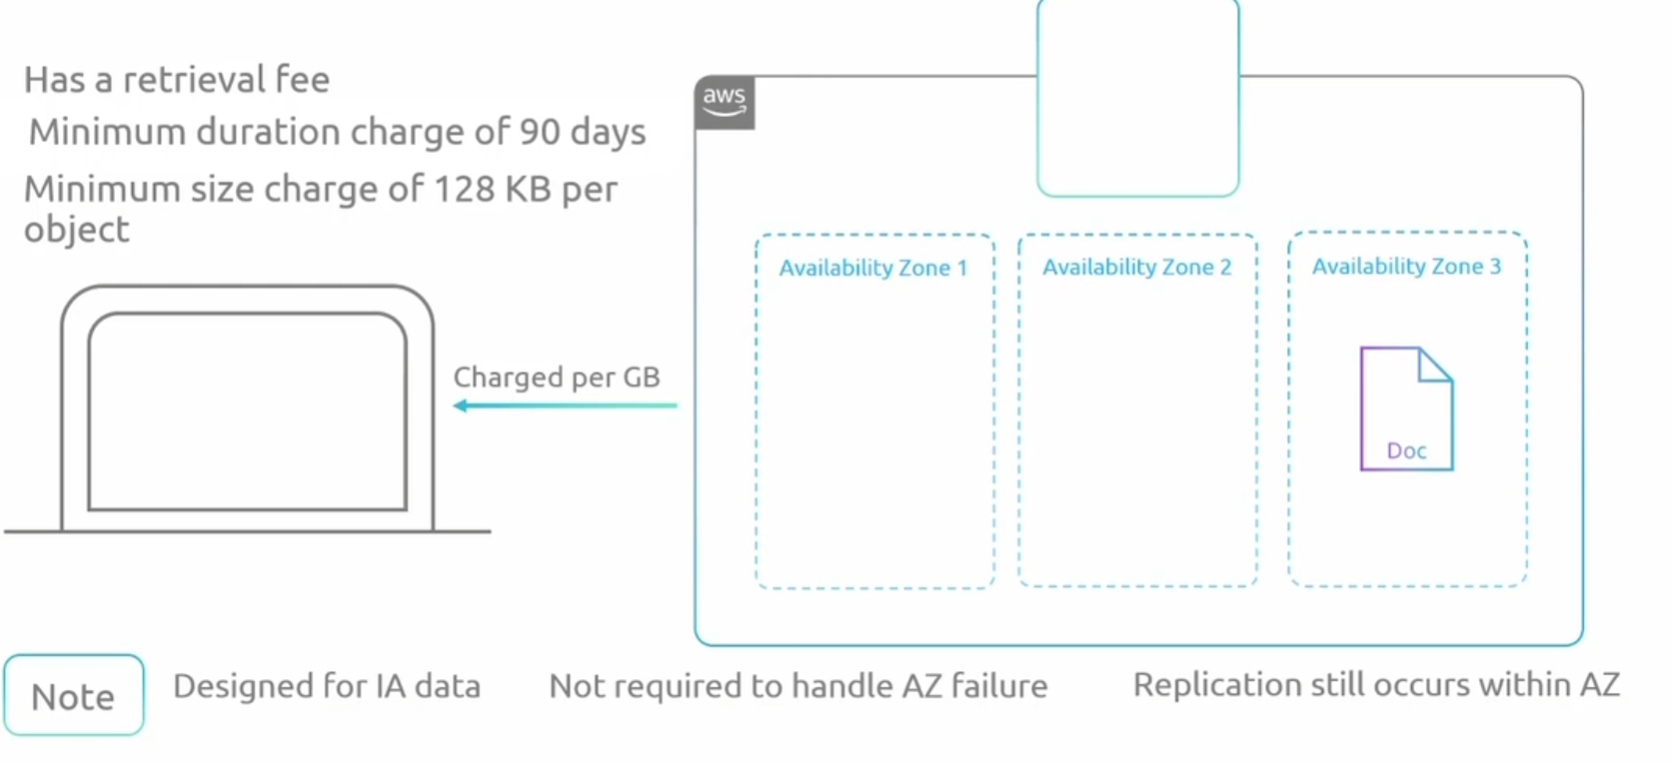 Has a retrieval fee
Minimum duration charge of 90 days
Minimum size charge of 128 KB per
object
aws
Availability Zone 1
Availability Zone 2
Availability Zone 3
Charged per GB
Doc
Note
Designed for IA data
Not required to handle AZ failure
Replication still occurs within AZ